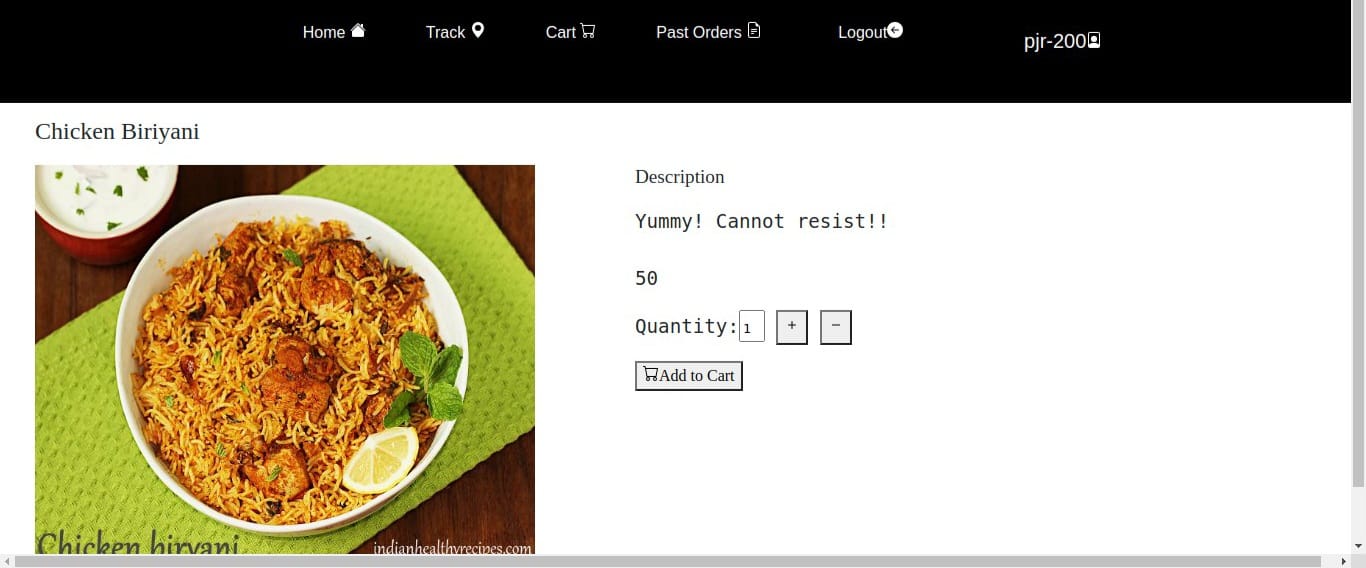 Home Track Cart Past Orders Logout pjr-200
Chicken Biriyani
Description
Yummy! Cannot resist!!
50
Quantity:1 + −
Add to Cart
Chicken biryani
indianhealthyrecipes.com